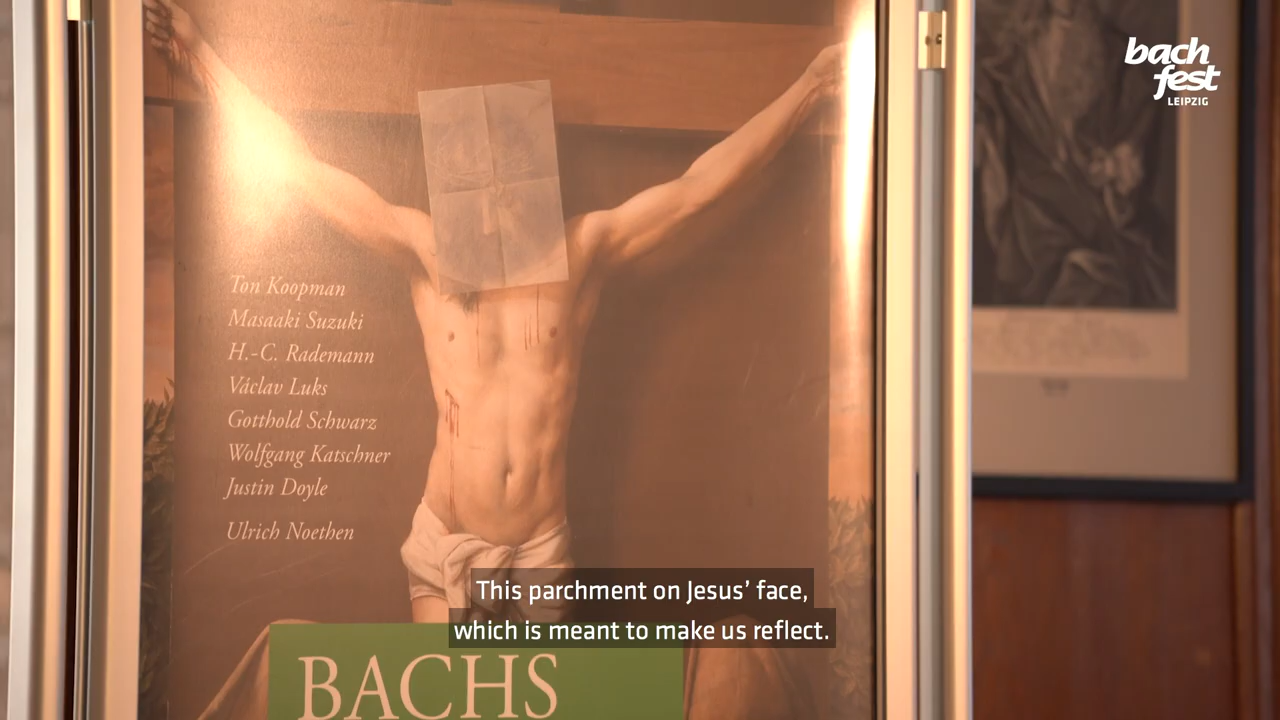 bach
fest
LEIPZIG
Ton Koopman
Masaaki Suzuki
H.-C. Rademann
Václav Luks
Gotthold Schwarz
Wolfgang Katschner
Justin Doyle
Ulrich Noethen
This parchment on Jesus’ face,
which is meant to make us reflect.
BACHS